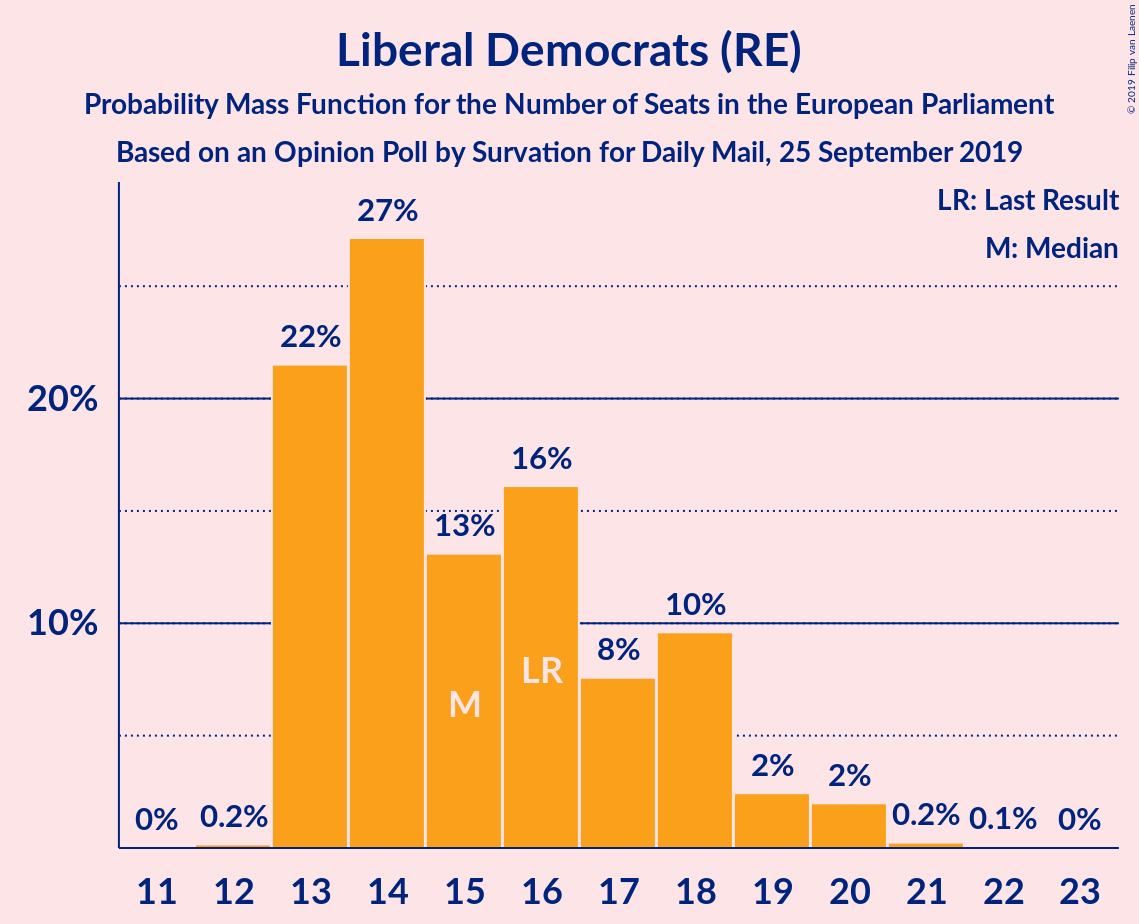 Liberal Democrats (RE)
Probability Mass Function for the Number of Seats in the European Parliament
Based on an Opinion Poll by Survation for Daily Mail, 25 September 2019
© 2019 Filip van Laenen
LR: Last Result
M: Median
20%
10%
0%
0.2%
22%
27%
13%
16%
8%
10%
2%
2%
0.2%
0.1%
0%
M
LR
11 12 13 14 15 16 17 18 19 20 21 22 23